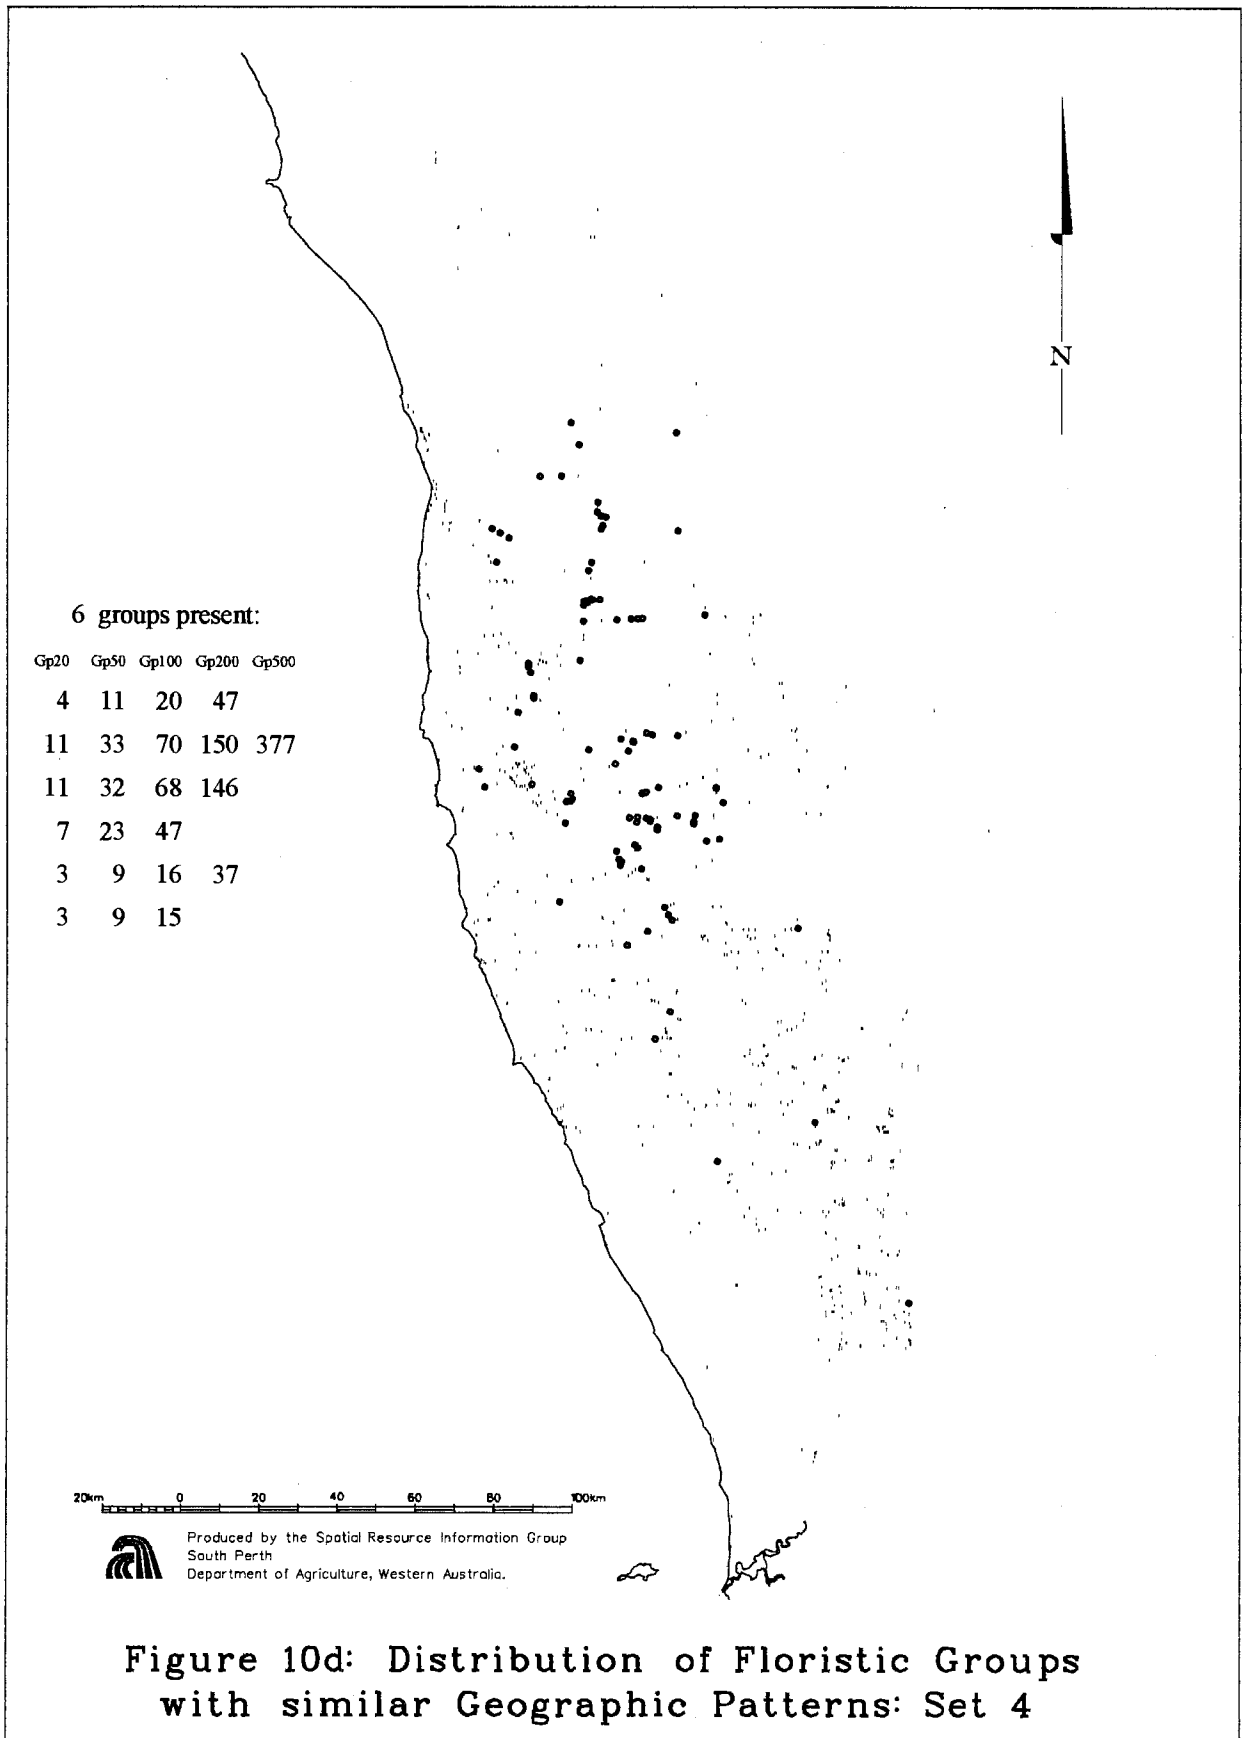 N
6 groups present:
Gp20 Gp50 Gp100 Gp200 Gp500
4 11 20 47
11 33 70 150 377
11 32 68 146
7 23 47
3 9 16 37
3 9 15
20km 0 20 40 60 80 100km
Produced by the Spatial Resource Information Group
South Perth
Department of Agriculture, Western Australia.
Figure 10d: Distribution of Floristic Groups
with similar Geographic Patterns: Set 4